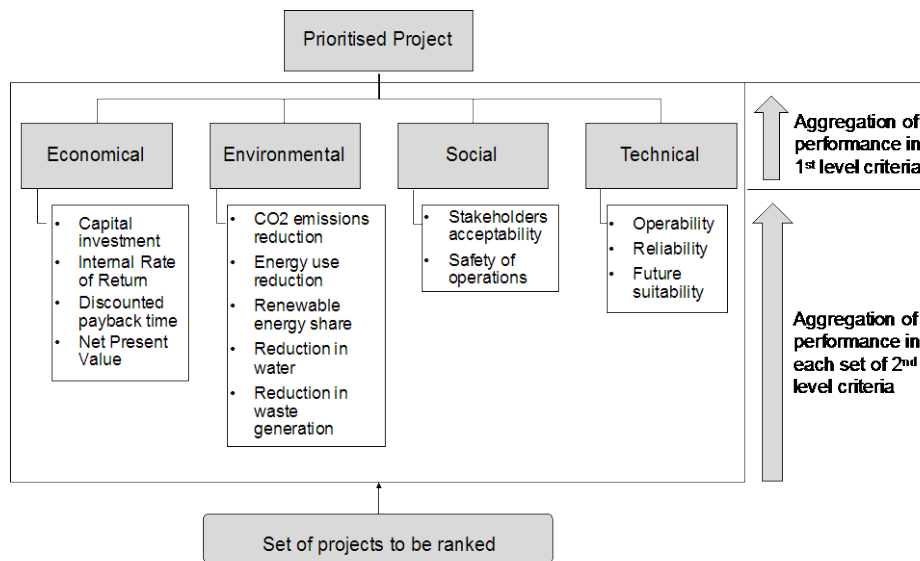 Prioritised Project
Economical
Environmental
Social
Technical
Aggregation of
performance in
1st level criteria
• Capital
investment
• Internal Rate
of Return
• Discounted
payback time
• Net Present
Value
• CO2 emissions
reduction
• Energy use
reduction
• Renewable
energy share
• Reduction in
water
• Reduction in
waste
generation
• Stakeholders
acceptability
• Safety of
operations
• Operability
• Reliability
• Future
suitability
Aggregation of
performance in
each set of 2nd
level criteria
Set of projects to be ranked